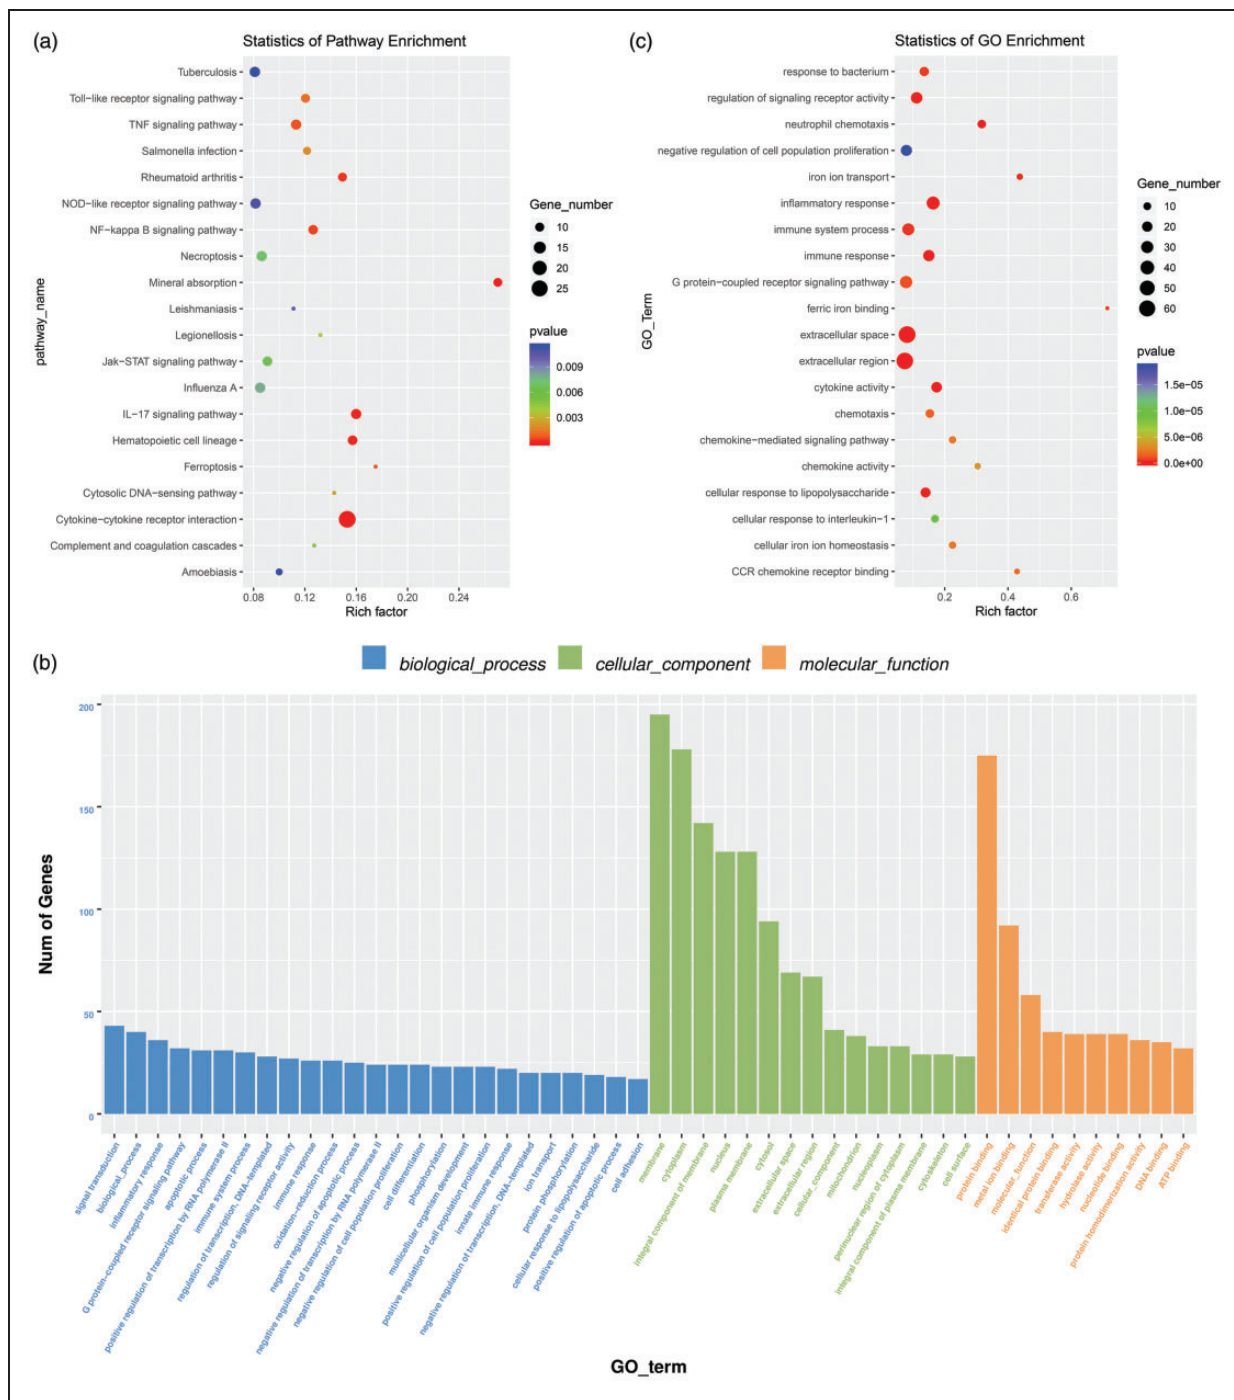 (a)
Statistics of Pathway Enrichment
Tuberculosis
Toll−like receptor signaling pathway
TNF signaling pathway
Salmonella infection
Rheumatoid arthritis
NOD−like receptor signaling pathway
NF−kappa B signaling pathway
Necroptosis
Mineral absorption
Leishmaniasis
Legionellosis
Jak−STAT signaling pathway
Influenza A
IL−17 signaling pathway
Hematopoietic cell lineage
Ferroptosis
Cytosolic DNA−sensing pathway
Cytokine−cytokine receptor interaction
Complement and coagulation cascades
Amoebiasis
pathway_name
0.08 0.12 0.16 0.20 0.24
Rich factor
Gene_number
10
15
20
25
pvalue
0.009
0.006
0.003
(c)
Statistics of GO Enrichment
response to bacterium
regulation of signaling receptor activity
neutrophil chemotaxis
negative regulation of cell population proliferation
iron ion transport
inflammatory response
immune system process
immune response
G protein−coupled receptor signaling pathway
ferric iron binding
extracellular space
extracellular region
cytokine activity
chemotaxis
chemokine−mediated signaling pathway
chemokine activity
cellular response to lipopolysaccharide
cellular response to interleukin−1
cellular iron ion homeostasis
CCR chemokine receptor binding
GO_Term
0.2 0.4 0.6
Rich factor
Gene_number
10
20
30
40
50
60
pvalue
1.5e−05
1.0e−05
5.0e−06
0.0e+00
(b)
biological_process cellular_component molecular_function
200
150
100
50
0
Num of Genes
signal transduction
biological_process
inflammatory response
G protein−coupled receptor signaling pathway
apoptotic process
positive regulation of transcription by RNA polymerase II
immune system process
regulation of transcription, DNA−templated
regulation of signaling receptor activity
immune response
oxidation−reduction process
negative regulation of apoptotic process
negative regulation of transcription by RNA polymerase II
negative regulation of cell population proliferation
cell differentiation
phosphorylation
multicellular organism development
positive regulation of cell population proliferation
innate immune response
negative regulation of transcription, DNA−templated
ion transport
protein phosphorylation
cellular response to lipopolysaccharide
positive regulation of apoptotic process
cell adhesion
membrane
cytoplasm
integral component of membrane
nucleus
plasma membrane
cytosol
extracellular space
extracellular region
cellular_component
mitochondrion
nucleoplasm
perinuclear region of cytoplasm
integral component of plasma membrane
cytoskeleton
cell surface
protein binding
metal ion binding
molecular_function
identical protein binding
transferase activity
hydrolase activity
nucleotide binding
protein homodimerization activity
DNA binding
ATP binding
GO_term